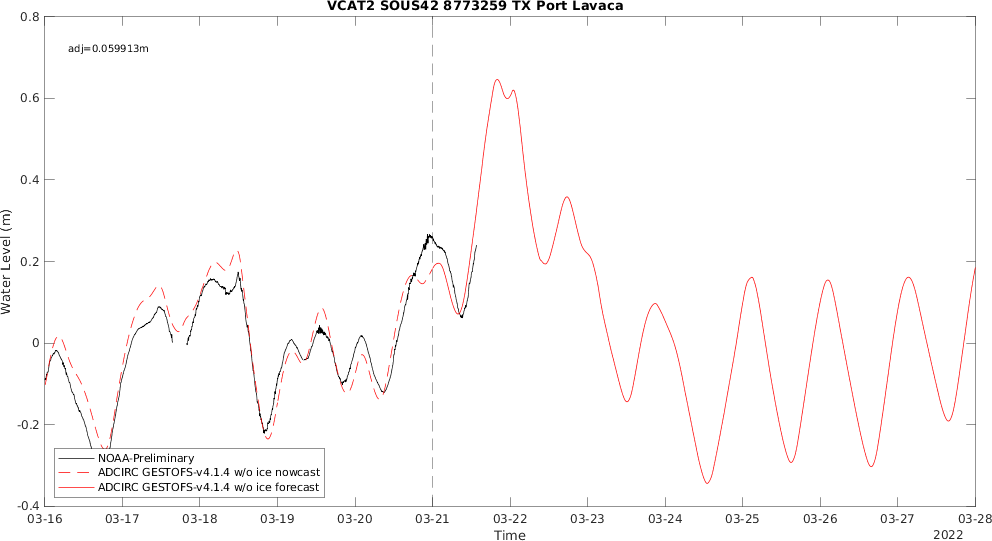 VCAT2 SOUS42 8773259 TX Port Lavaca
adj=0.059913m
0.8
0.6
0.4
0.2
0
-0.2
-0.4
Water Level (m)
NOAA-Preliminary
ADCIRC GESTOFS-v4.1.4 w/o ice nowcast
ADCIRC GESTOFS-v4.1.4 w/o ice forecast
03-16 03-17 03-18 03-19 03-20 03-21 03-22 03-23 03-24 03-25 03-26 03-27 03-28
Time
2022